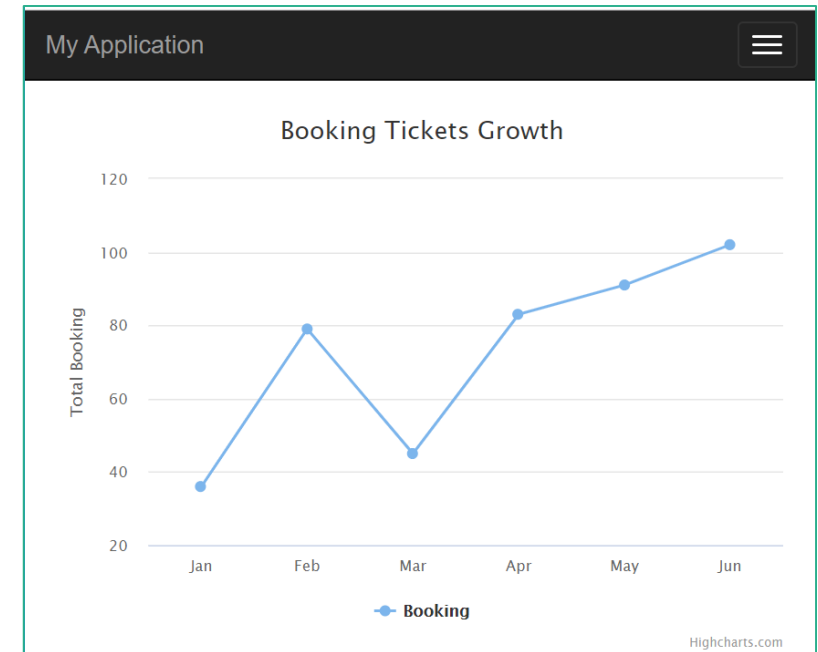 My Application
Booking Tickets Growth
Total Booking
120
100
80
60
40
20
Jan Feb Mar Apr May Jun
Booking
Highcharts.com